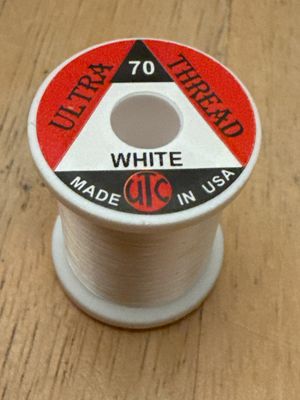 ULTRA THREAD
70
WHITE
MADE IN USA
UTC